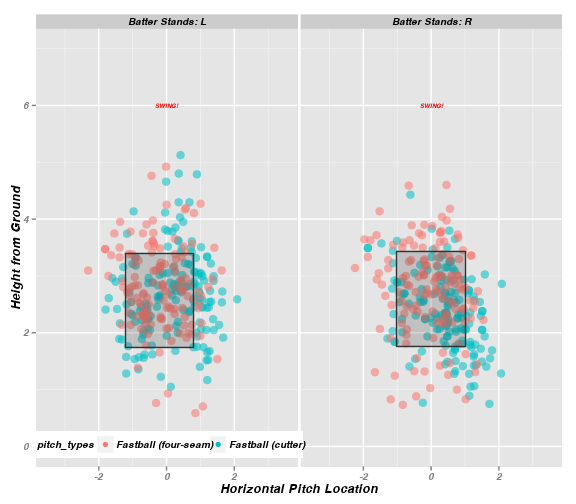 Batter Stands: L
Batter Stands: R
6
SWING!
SWING!
4
2
0
Height from Ground
pitch_types Fastball (four-seam) Fastball (cutter)
-2 0 2
-2 0 2
Horizontal Pitch Location